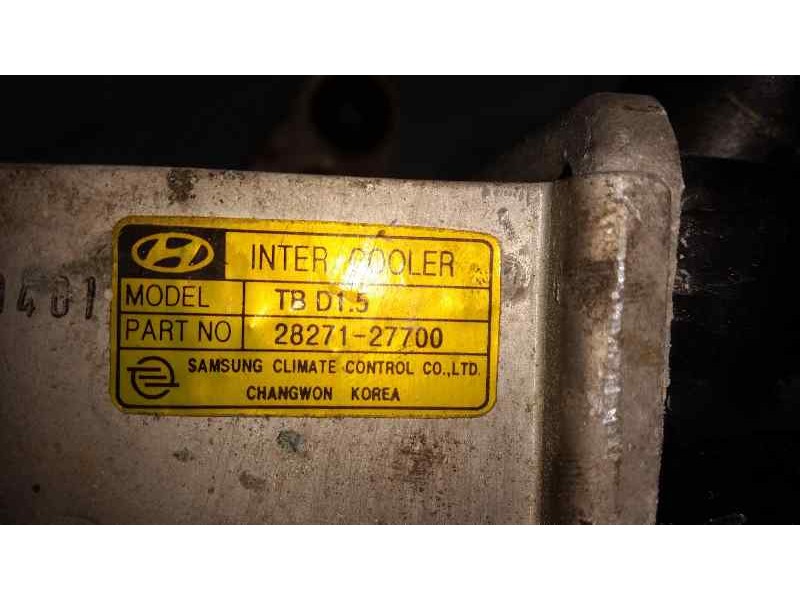 INTER COOLER
MODEL TB D1.5
PART NO 28271-27700
SAMSUNG CLIMATE CONTROL CO.,LTD.
CHANGWON KOREA